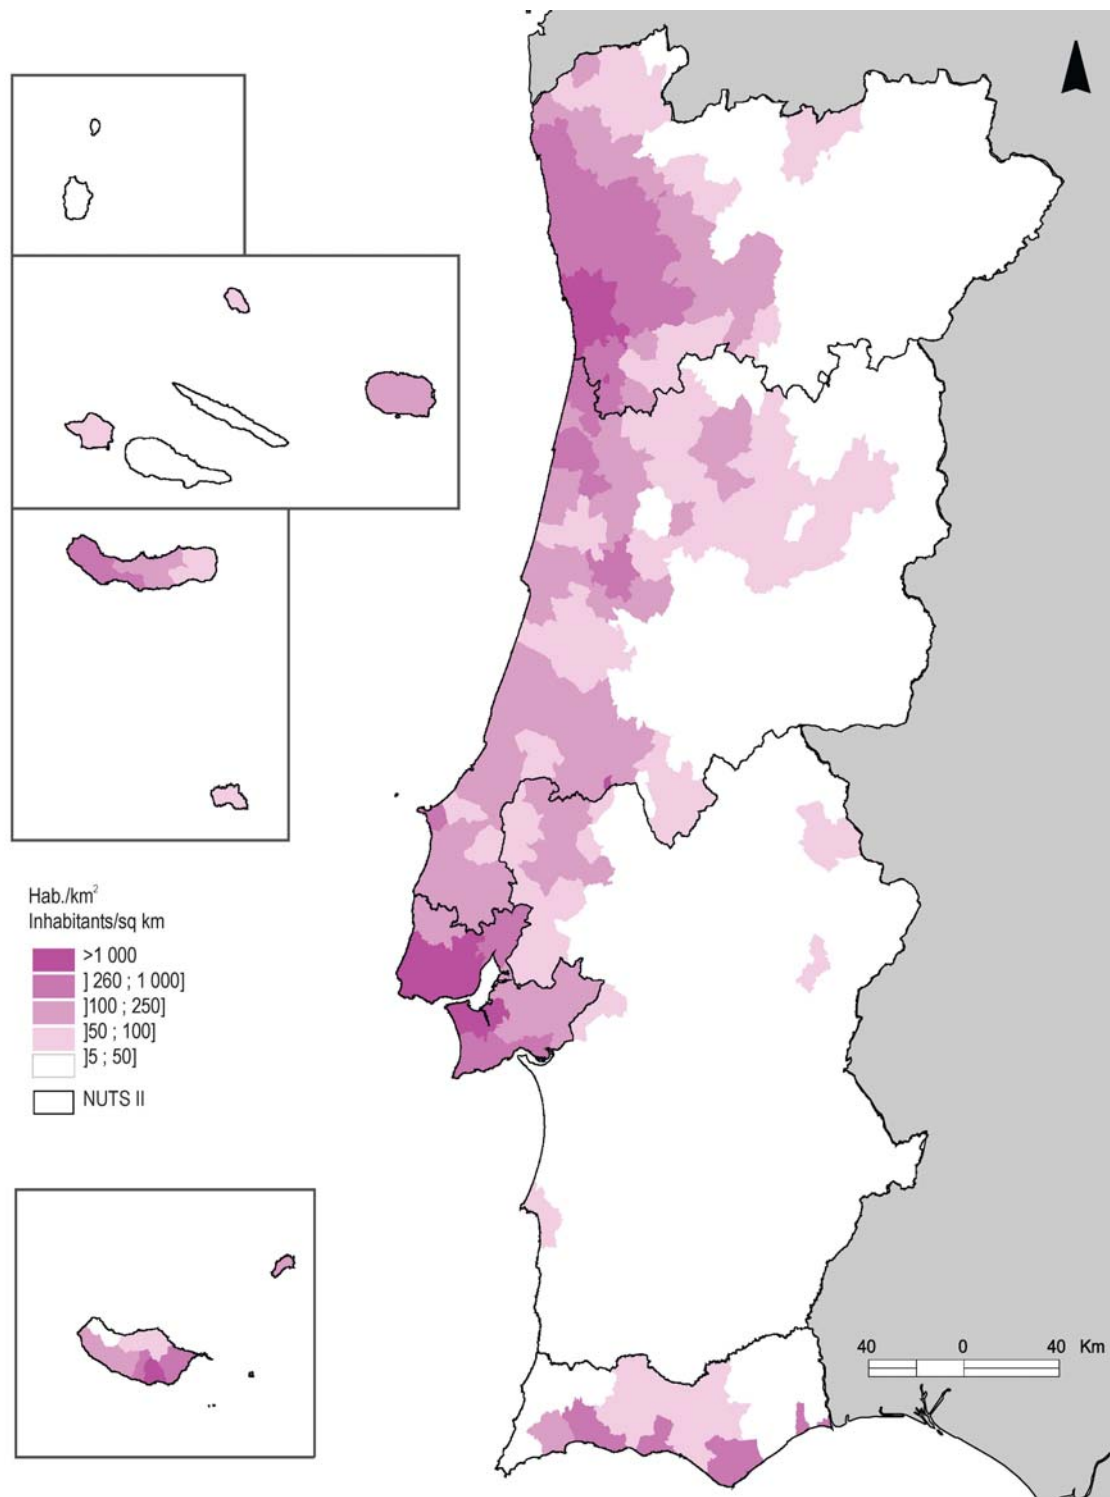 Hab./km²
Inhabitants/sq km
>1 000
] 260 ; 1 000]
]100 ; 250]
]50 ; 100]
]5 ; 50]
NUTS II
40 0 40 Km